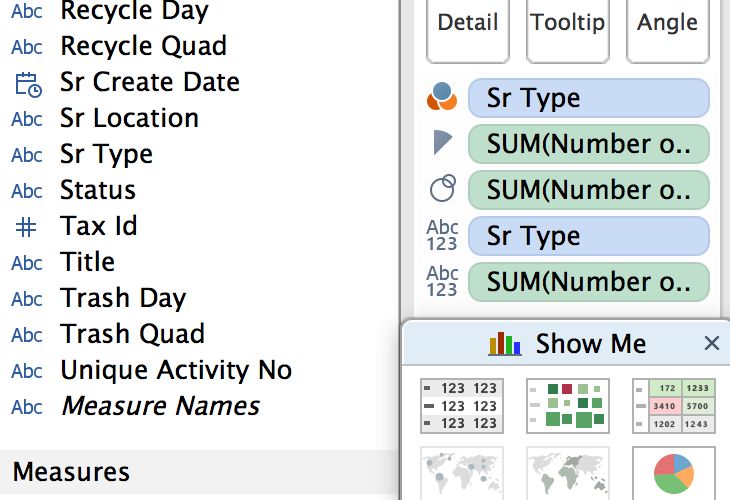 Abc Recycle Day
Abc Recycle Quad
Sr Create Date
Abc Sr Location
Abc Sr Type
Abc Status
Tax Id
Abc Title
Abc Trash Day
Abc Trash Quad
Abc Unique Activity No
Abc Measure Names
Measures
Detail Tooltip Angle
Sr Type
SUM(Number o..
SUM(Number o..
Abc 123 Sr Type
Abc 123 SUM(Number o..
Show Me
123 123
123 123
123 123
172 1233
3410 5700
1202 1243